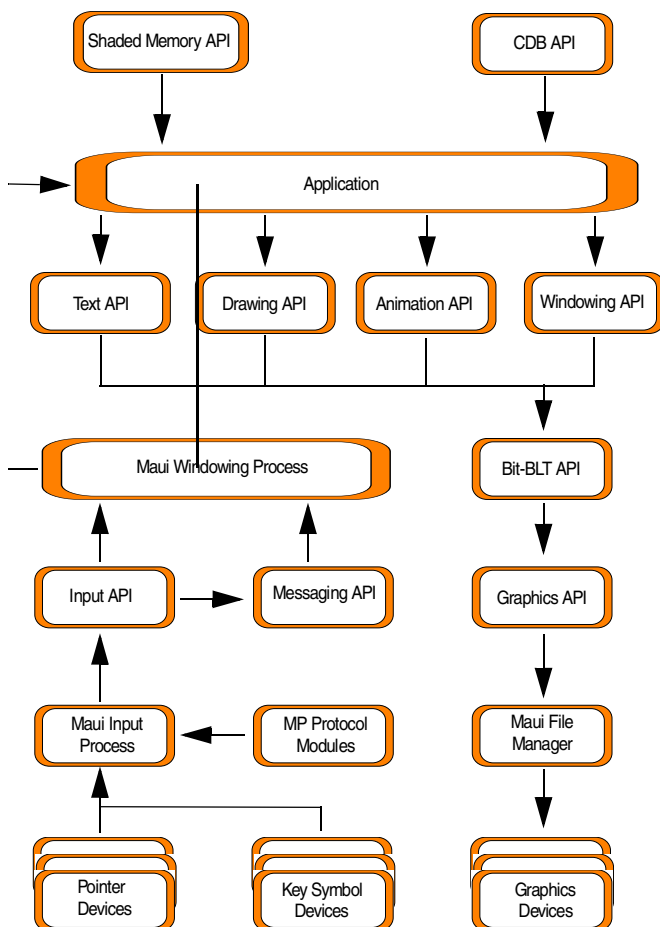 Shaded Memory API
CDB API
Application
Text API
Drawing API
Animation API
Windowing API
Maui Windowing Process
Bit-BLT API
Input API
Messaging API
Graphics API
Maui Input
Process
MP Protocol
Modules
Maui File
Manager
Pointer
Devices
Key Symbol
Devices
Graphics
Devices